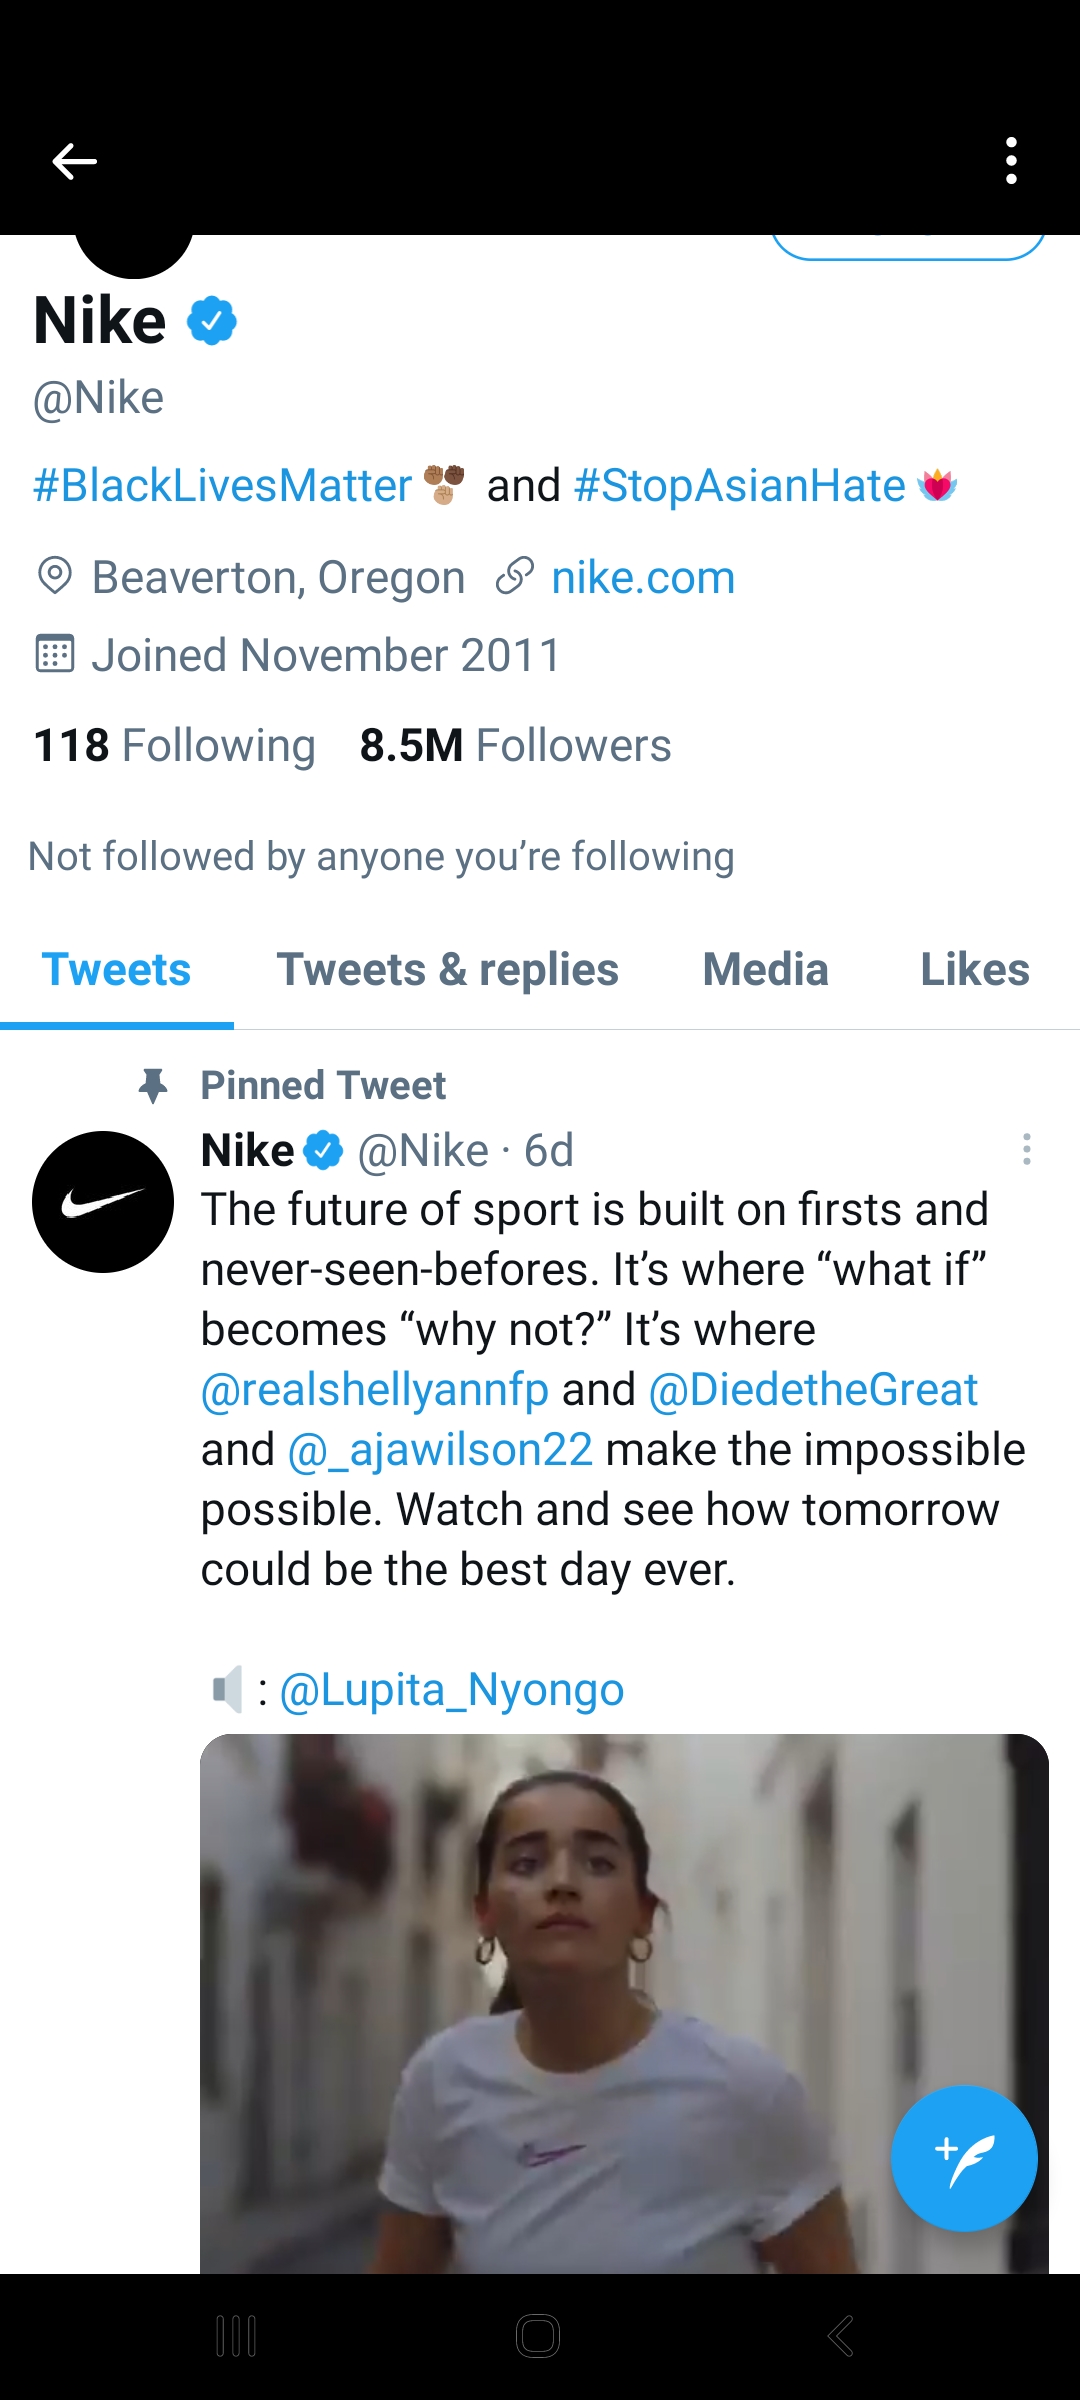 Nike
@Nike
#BlackLivesMatter ✊🏽✊🏿✊🏼 and #StopAsianHate
Beaverton, Oregon nike.com
Joined November 2011
118 Following 8.5M Followers
Not followed by anyone you’re following
Tweets Tweets & replies Media Likes
Pinned Tweet
Nike @Nike · 6d
The future of sport is built on firsts and
never-seen-befores. It’s where “what if”
becomes “why not?” It’s where
@realshellyannfp and @DiedetheGreat
and @_ajawilson22 make the impossible
possible. Watch and see how tomorrow
could be the best day ever.
🔈 : @Lupita_Nyongo